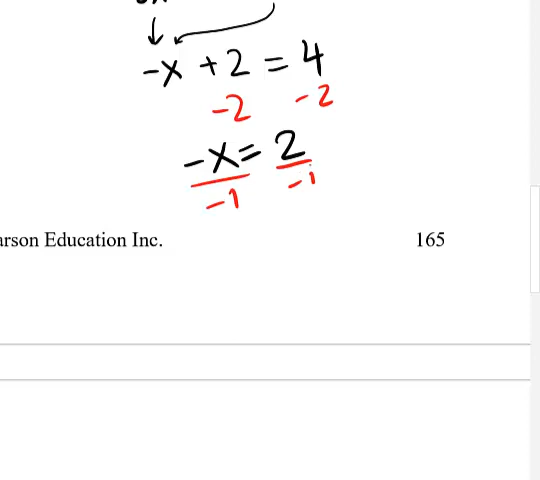 -x + 2 = 4
-2 -2
-x = 2
-1 -1
arson Education Inc. 165